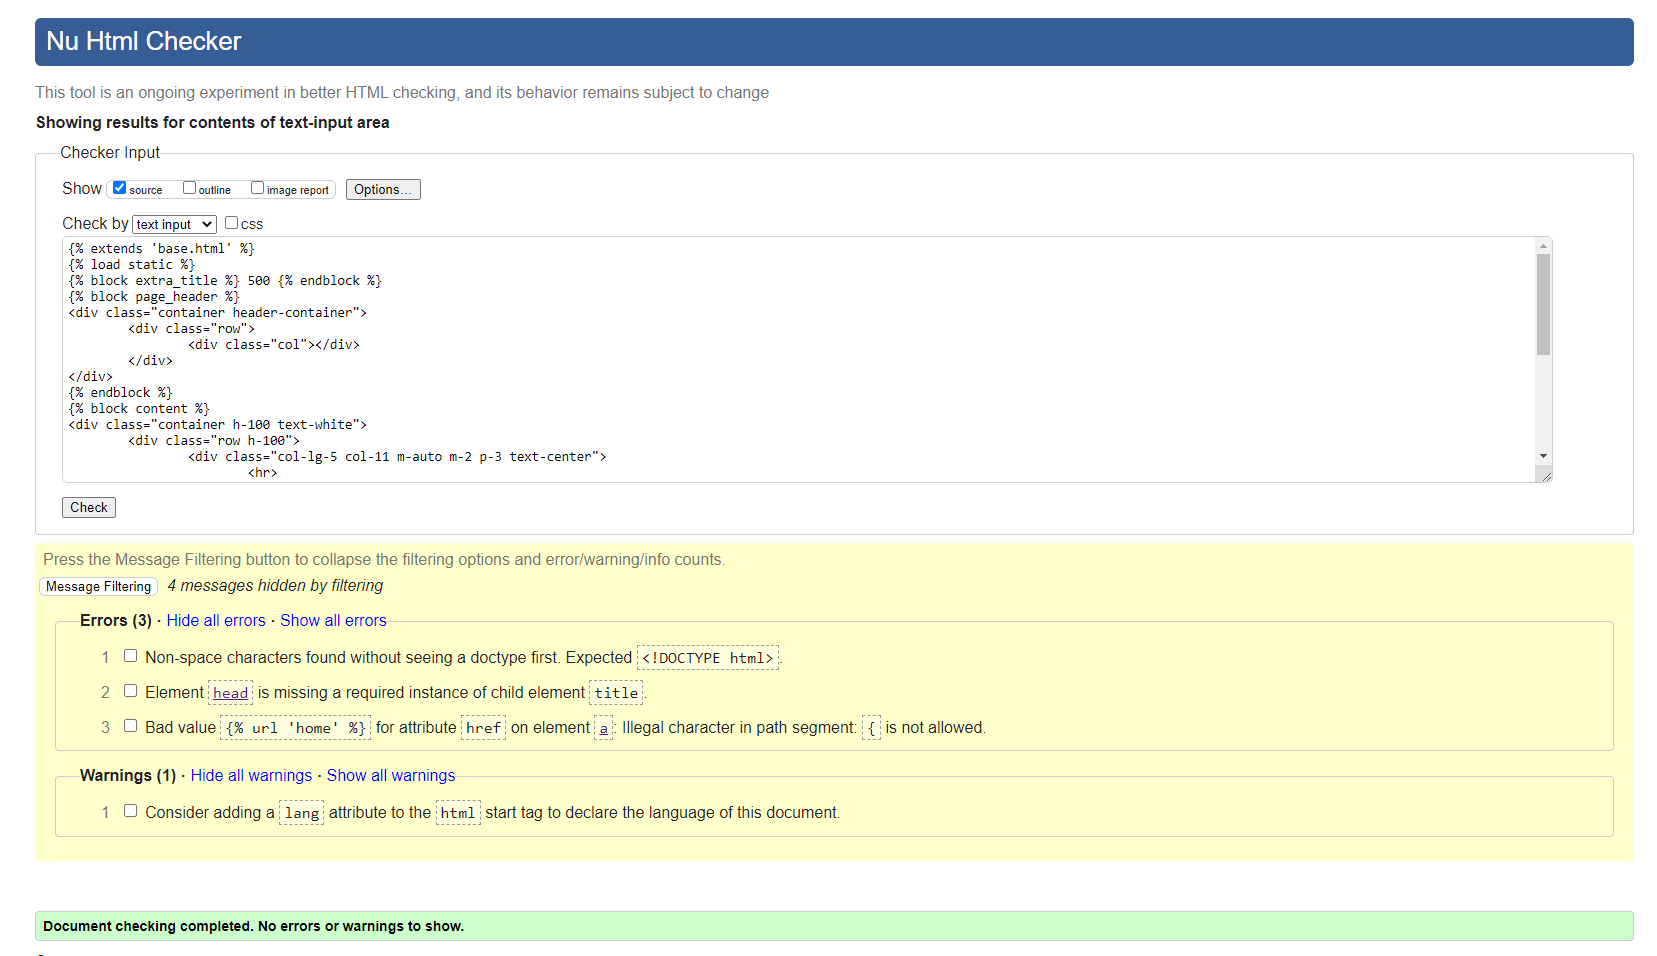 Nu Html Checker
This tool is an ongoing experiment in better HTML checking, and its behavior remains subject to change
Showing results for contents of text-input area
Checker Input
Show source outline image report Options...
Check by text input css
{% extends 'base.html' %}
{% load static %}
{% block extra_title %} 500 {% endblock %}
{% block page_header %}
<div class="container header-container">
<div class="row">
<div class="col"></div>
</div>
</div>
{% endblock %}
{% block content %}
<div class="container h-100 text-white">
<div class="row h-100">
<div class="col-lg-5 col-11 m-auto m-2 p-3 text-center">
<hr>
Check
Press the Message Filtering button to collapse the filtering options and error/warning/info counts.
Message Filtering 4 messages hidden by filtering
Errors (3) · Hide all errors · Show all errors
1 Non-space characters found without seeing a doctype first. Expected <!DOCTYPE html>.
2 Element head is missing a required instance of child element title.
3 Bad value {% url 'home' %} for attribute href on element a: Illegal character in path segment: { is not allowed.
Warnings (1) · Hide all warnings · Show all warnings
1 Consider adding a lang attribute to the html start tag to declare the language of this document.
Document checking completed. No errors or warnings to show.